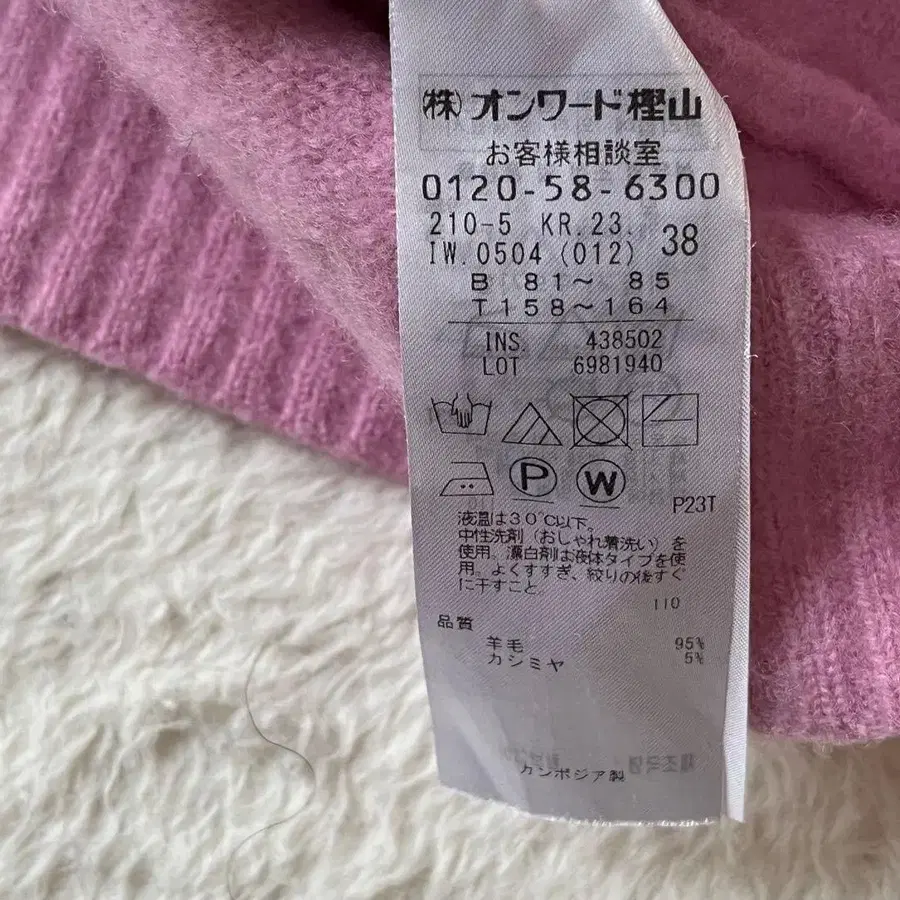 (株)オンワード樫山
お客様相談室
0120-58-6300
210-5 KR.23.
IW.0504 (012) 38
B 81〜 85
T158〜164
INS. 438502
LOT 6981940
P W
P23T
液温は30℃以下。
中性洗剤（おしゃれ着洗い）を
使用。漂白剤は液体タイプを使
用。よくすすぎ、絞りの後すぐ
に干すこと。
110
品質
羊毛 95%
カシミヤ 5%
カンボジア製